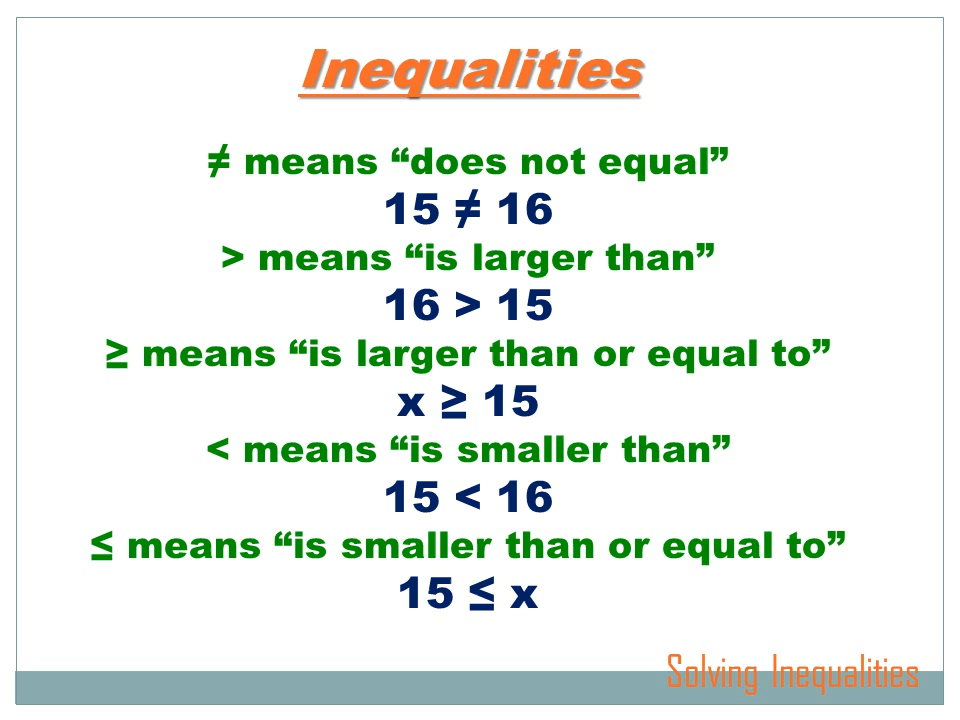 Inequalities
≠ means “does not equal”
15 ≠ 16
> means “is larger than”
16 > 15
≥ means “is larger than or equal to”
x ≥ 15
< means “is smaller than”
15 < 16
≤ means “is smaller than or equal to”
15 ≤ x
Solving Inequalities